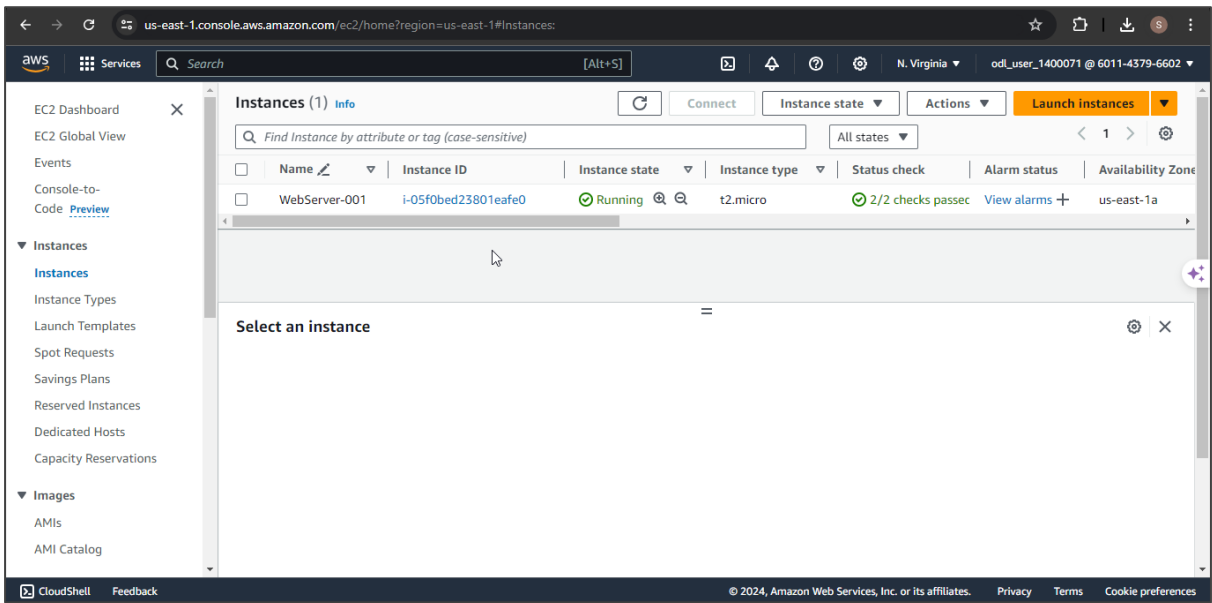 us-east-1.console.aws.amazon.com/ec2/home?region=us-east-1#Instances:
S
aws Services Search [Alt+S] N. Virginia ▼ odl_user_1400071 @ 6011-4379-6602 ▼
EC2 Dashboard
EC2 Global View
Events
Console-to-
Code Preview
Instances
Instances
Instance Types
Launch Templates
Spot Requests
Savings Plans
Reserved Instances
Dedicated Hosts
Capacity Reservations
Images
AMIs
AMI Catalog
Instances (1) Info Connect Instance state ▼ Actions ▼ Launch instances ▼
Find Instance by attribute or tag (case-sensitive) All states ▼ 1
Name Instance ID Instance state Instance type Status check Alarm status Availability Zone
WebServer-001 i-05f0bed23801eafe0 Running t2.micro 2/2 checks passec View alarms + us-east-1a
Select an instance
CloudShell Feedback © 2024, Amazon Web Services, Inc. or its affiliates. Privacy Terms Cookie preferences